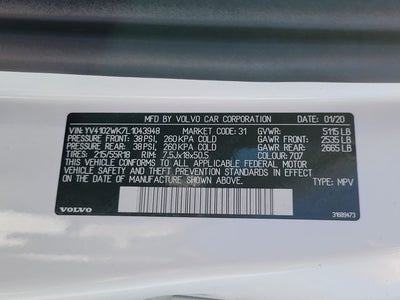 MFD BY VOLVO CAR CORPORATION DATE: 01/20
VIN: YV4102WK7L1043948 MARKET CODE: 31 GVWR: 5115 LB
PRESSURE FRONT: 38 PSI, 260 KPA COLD GAWR FRONT: 2535 LB
PRESSURE REAR: 38 PSI, 260 KPA COLD GAWR REAR: 2665 LB
TIRES: 215/55R18 RIM: 7.5Jx18x50.5 COLOUR: 707
THIS VEHICLE CONFORMS TO ALL APPLICABLE FEDERAL MOTOR
VEHICLE SAFETY AND THEFT PREVENTION STANDARDS IN EFFECT
ON THE DATE OF MANUFACTURE SHOWN ABOVE. TYPE: MPV
VOLVO 31689473